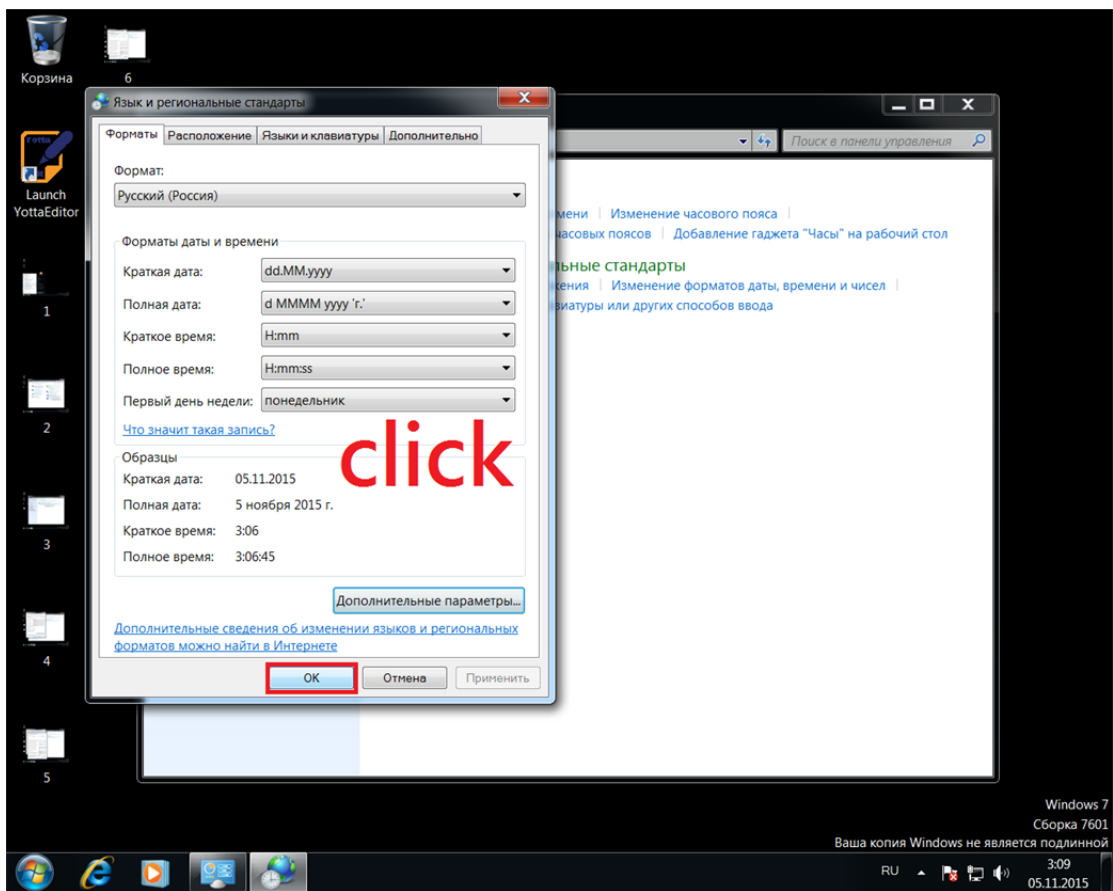 Корзина
6
Launch
YottaEditor
1
2
3
4
5
Язык и региональные стандарты
Форматы
Расположение
Языки и клавиатуры
Дополнительно
Формат:
Русский (Россия)
Форматы даты и времени
Краткая дата: dd.MM.yyyy
Полная дата: d MMMM yyyy 'г.'
Краткое время: H:mm
Полное время: H:mm:ss
Первый день недели: понедельник
Что значит такая запись?
click
Образцы
Краткая дата: 05.11.2015
Полная дата: 5 ноября 2015 г.
Краткое время: 3:06
Полное время: 3:06:45
Дополнительные параметры...
Дополнительные сведения об изменении языков и региональных
форматов можно найти в Интернете
ОК
Отмена
Применить
Поиск в панели управления
Изменение часового пояса
часовых поясов
Добавление гаджета "Часы" на рабочий стол
стандарты
Изменение форматов даты, времени и чисел
или других способов ввода
Windows 7
Сборка 7601
Ваша копия Windows не является подлинной
RU
3:09
05.11.2015